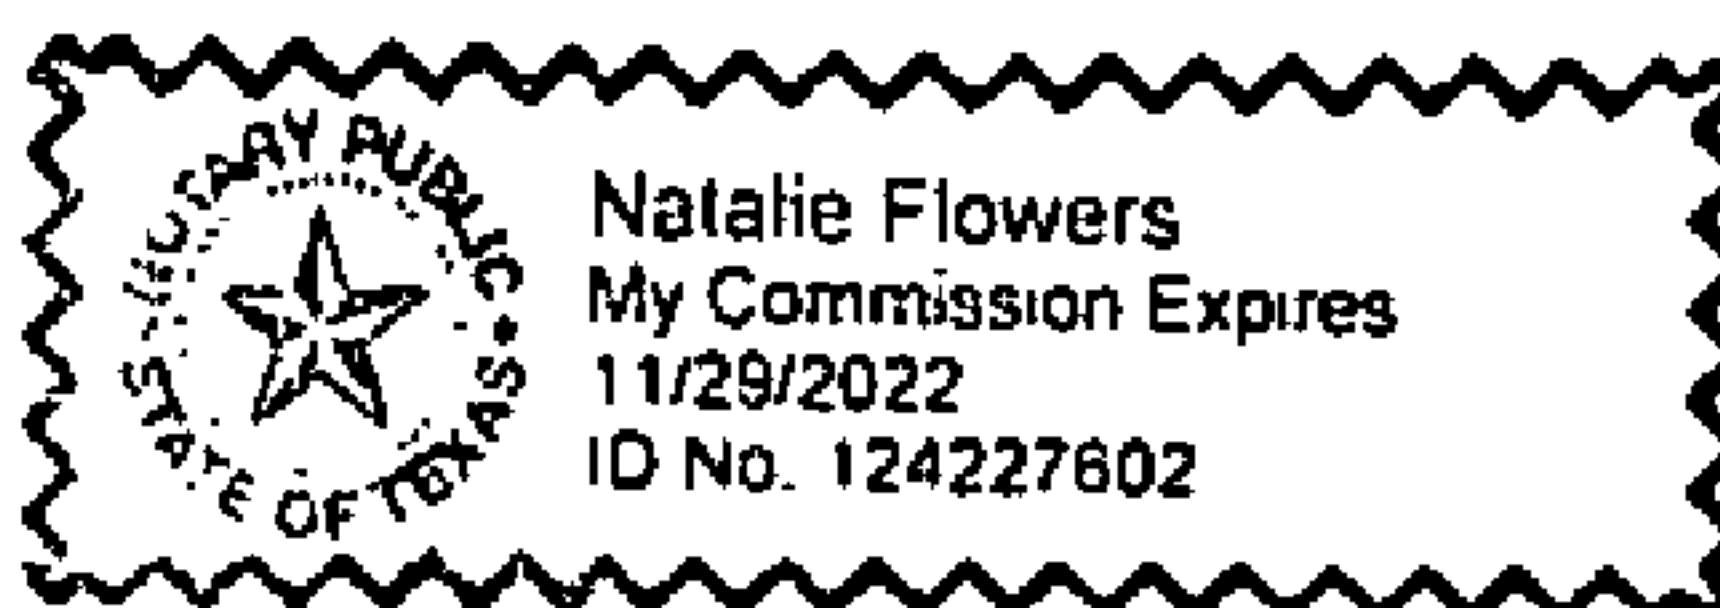 NOTARY PUBLIC
STATE OF TEXAS
Natalie Flowers
My Commission Expires
11/29/2022
ID No. 124227602